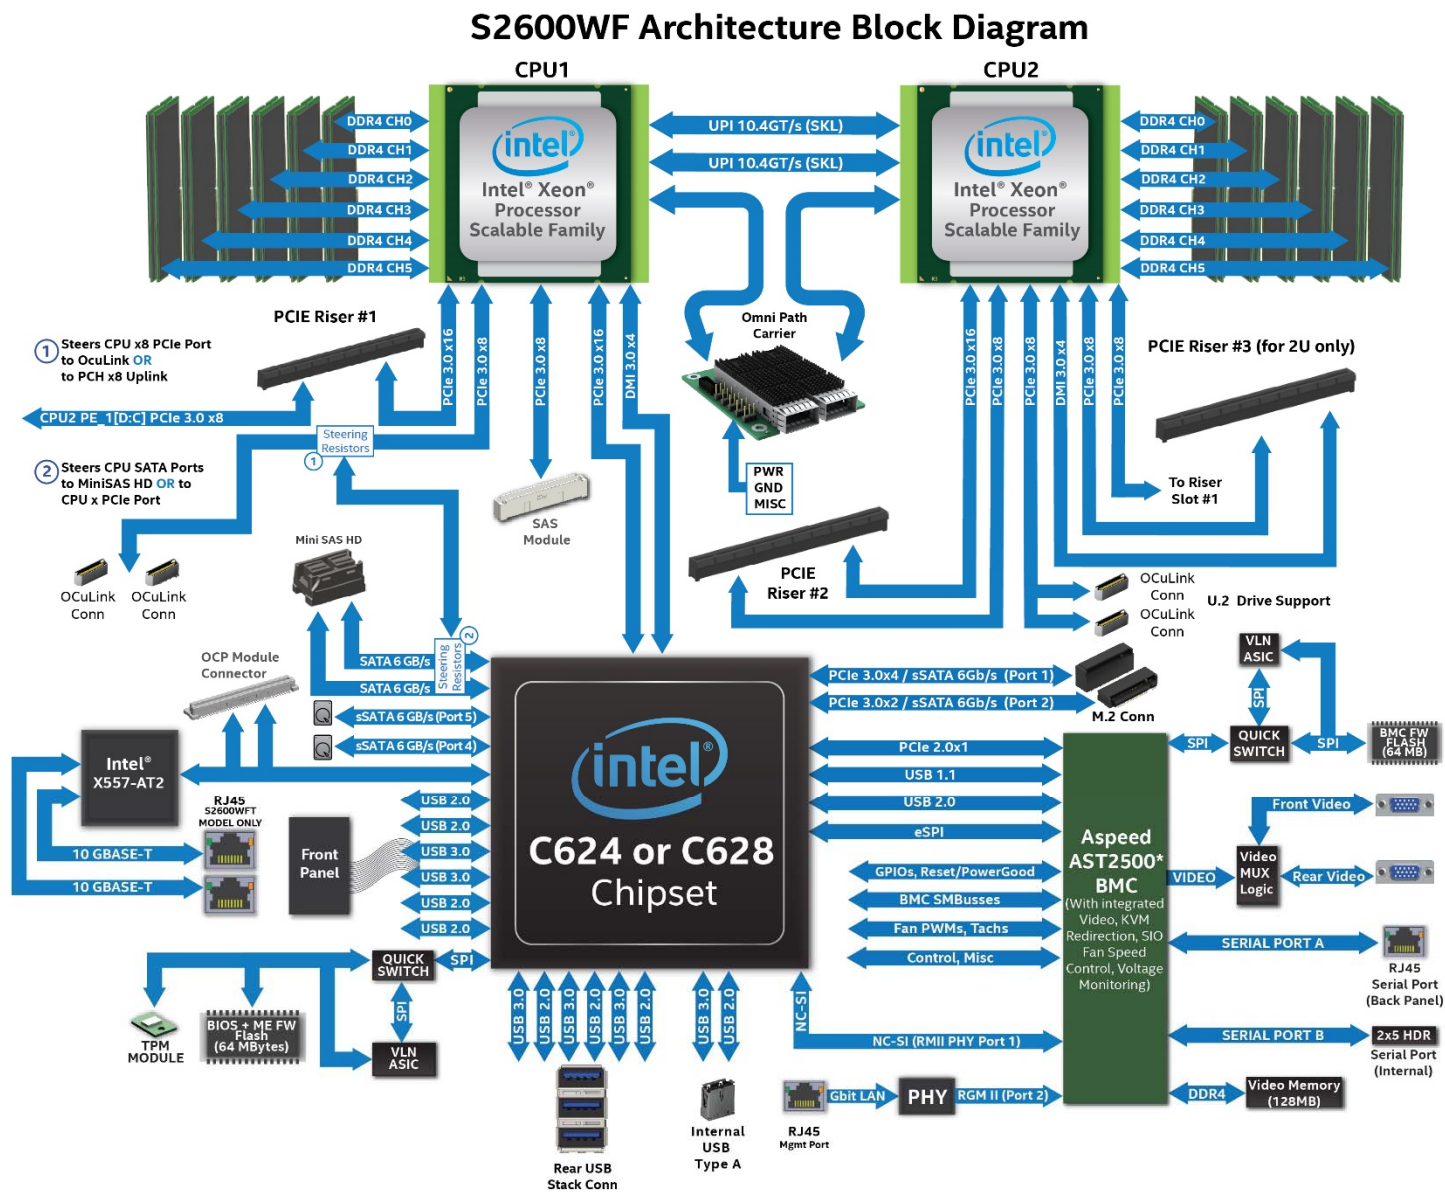 S2600WF Architecture Block Diagram
CPU1
CPU2
DDR4 CH0
DDR4 CH1
DDR4 CH2
DDR4 CH3
DDR4 CH4
DDR4 CH5
intel®
Intel® Xeon®
Processor
Scalable Family
UPI 10.4GT/s (SKL)
UPI 10.4GT/s (SKL)
intel®
Intel® Xeon®
Processor
Scalable Family
DDR4 CH0
DDR4 CH1
DDR4 CH2
DDR4 CH3
DDR4 CH4
DDR4 CH5
PCIE Riser #1
1
Steers CPU x8 PCIe Port
to OcuLink OR
to PCH x8 Uplink
CPU2 PE_1[D:C] PCIe 3.0 x8
2
Steers CPU SATA Ports
to MiniSAS HD OR to
CPU x PCIe Port
PCIe 3.0 x16
PCIe 3.0 x8
PCIe 3.0 x8
PCIe 3.0 x16
DMI 3.0 x4
Steering
Resistors
1
Omni Path
Carrier
PWR
GND
MISC
PCIe 3.0 x16
PCIe 3.0 x8
PCIe 3.0 x8
DMI 3.0 x4
PCIe 3.0 x8
PCIe 3.0 x8
PCIE Riser #3 (for 2U only)
To Riser
Slot #1
SAS
Module
PCIE
Riser #2
OCuLink
Conn
OCuLink
Conn
U.2 Drive Support
OCuLink
Conn
OCuLink
Conn
Mini SAS HD
SATA 6 GB/s
SATA 6 GB/s
Steering
Resistors
2
OCP Module
Connector
sSATA 6 GB/s (Port 5)
sSATA 6 GB/s (Port 4)
Intel®
X557-AT2
RJ45
S2600WFT
MODEL ONLY
10 GBASE-T
10 GBASE-T
Front
Panel
USB 2.0
USB 2.0
USB 3.0
USB 3.0
USB 2.0
USB 2.0
intel®
C624 or C628
Chipset
PCIe 3.0x4 / sSATA 6Gb/s (Port 1)
PCIe 3.0x2 / sSATA 6Gb/s (Port 2)
M.2 Conn
PCIe 2.0x1
USB 1.1
USB 2.0
eSPI
GPIOs, Reset/PowerGood
BMC SMBusses
Fan PWMs, Tachs
Control, Misc
Aspeed
AST2500*
BMC
(With integrated
Video, KVM
Redirection, SIO
Fan Speed
Control, Voltage
Monitoring)
VLN
ASIC
SPI
SPI
QUICK
SWITCH
SPI
BMC FW
FLASH
(64 MB)
Front Video
VIDEO
Video
MUX
Logic
Rear Video
SERIAL PORT A
RJ45
Serial Port
(Back Panel)
SERIAL PORT B
2x5 HDR
Serial Port
(Internal)
DDR4
Video Memory
(128MB)
QUICK
SWITCH
SPI
SPI
TPM
MODULE
BIOS + ME FW
Flash
(64 MBytes)
VLN
ASIC
USB 3.0
USB 2.0
USB 3.0
USB 2.0
USB 3.0
USB 2.0
USB 3.0
USB 2.0
NC-SI
NC-SI (RMII PHY Port 1)
Rear USB
Stack Conn
Internal
USB
Type A
RJ45
Mgmt Port
Gbit LAN
PHY
RGM II (Port 2)